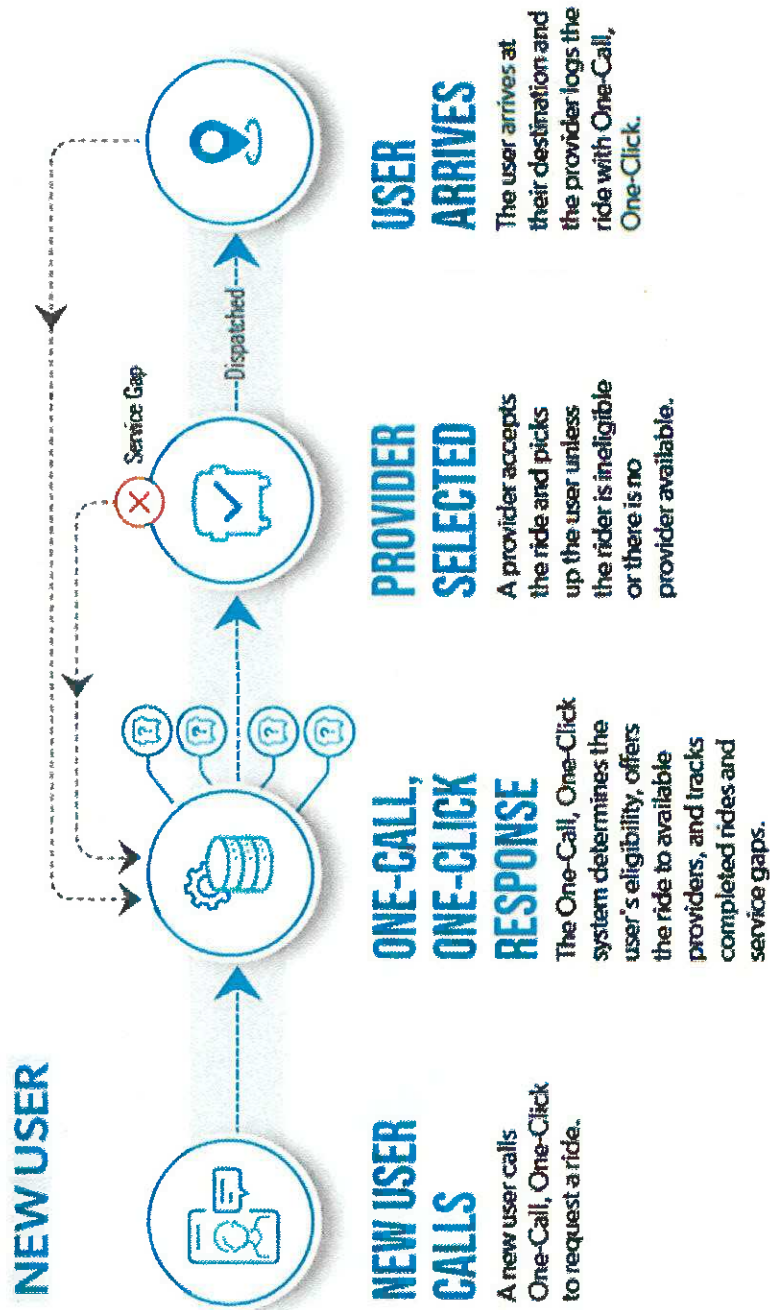 NEW USER
Service Gap
Dispatched
NEW USER
CALLS
A new user calls
One-Call, One-Click
to request a ride.
ONE-CALL,
ONE-CLICK
RESPONSE
The One-Call, One-Click
system determines the
user's eligibility, offers
the ride to available
providers, and tracks
completed rides and
service gaps.
PROVIDER
SELECTED
A provider accepts
the ride and picks
up the user unless
the rider is ineligible
or there is no
provider available.
USER
ARRIVES
The user arrives at
their destination and
the provider logs the
ride with One-Call,
One-Click.
?
?
?
?